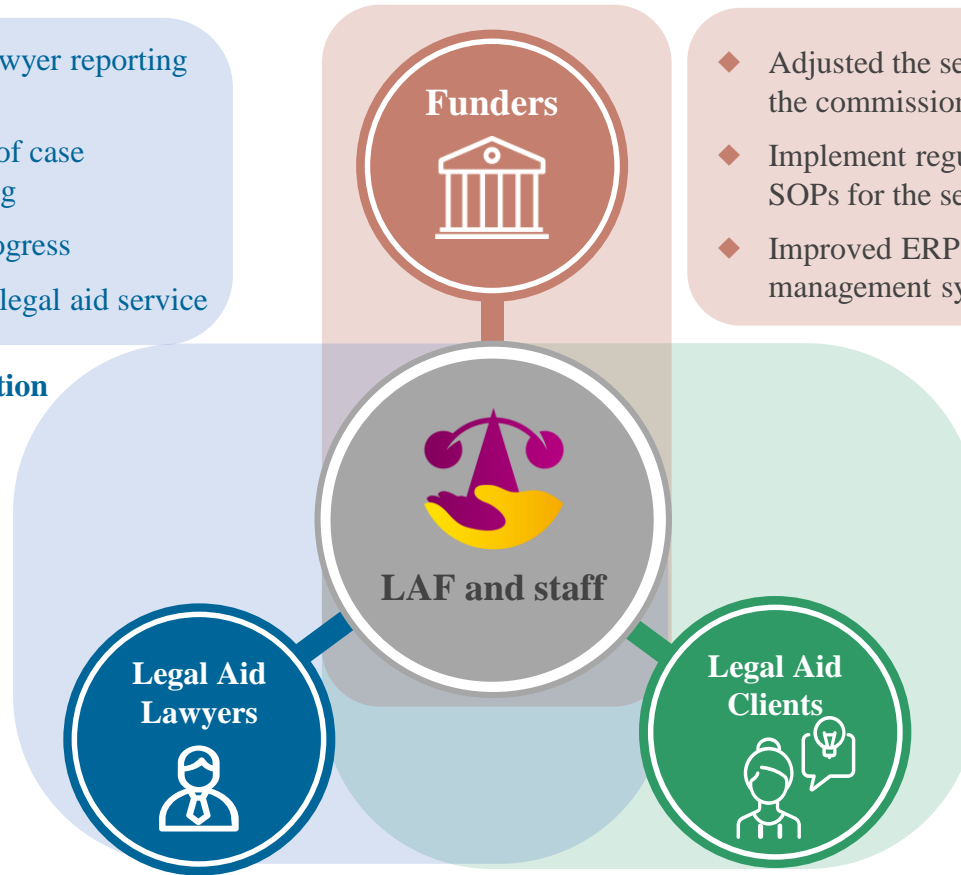 wyer reporting
of case
g
ogress
legal aid service
tion
Funders
◆ Adjusted the se
the commission
◆ Implement regu
SOPs for the se
◆ Improved ERP
management sy
LAF and staff
Legal Aid
Lawyers
Legal Aid
Clients